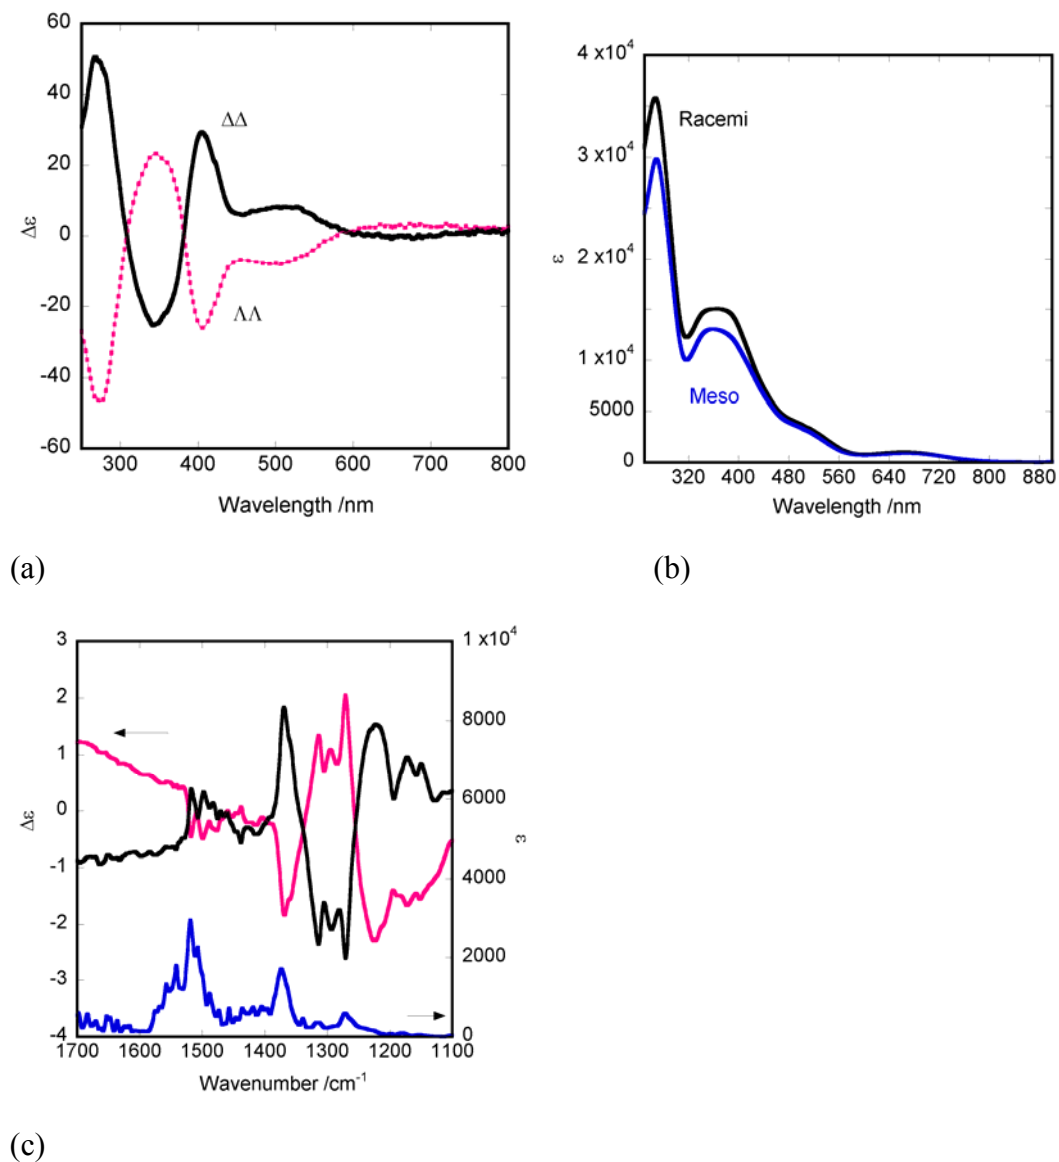 60
40
20
0
-20
-40
-60
Δε
ΔΔ
ΛΛ
300 400 500 600 700 800
Wavelength /nm
(a)
4 x10⁴
3 x10⁴
2 x10⁴
1 x10⁴
5000
0
ε
Racemi
Meso
320 400 480 560 640 720 800 880
Wavelength /nm
(b)
3
2
1
0
-1
-2
-3
-4
Δε
1 x10⁴
8000
6000
4000
2000
0
ε
1700 1600 1500 1400 1300 1200 1100
Wavenumber /cm⁻¹
(c)